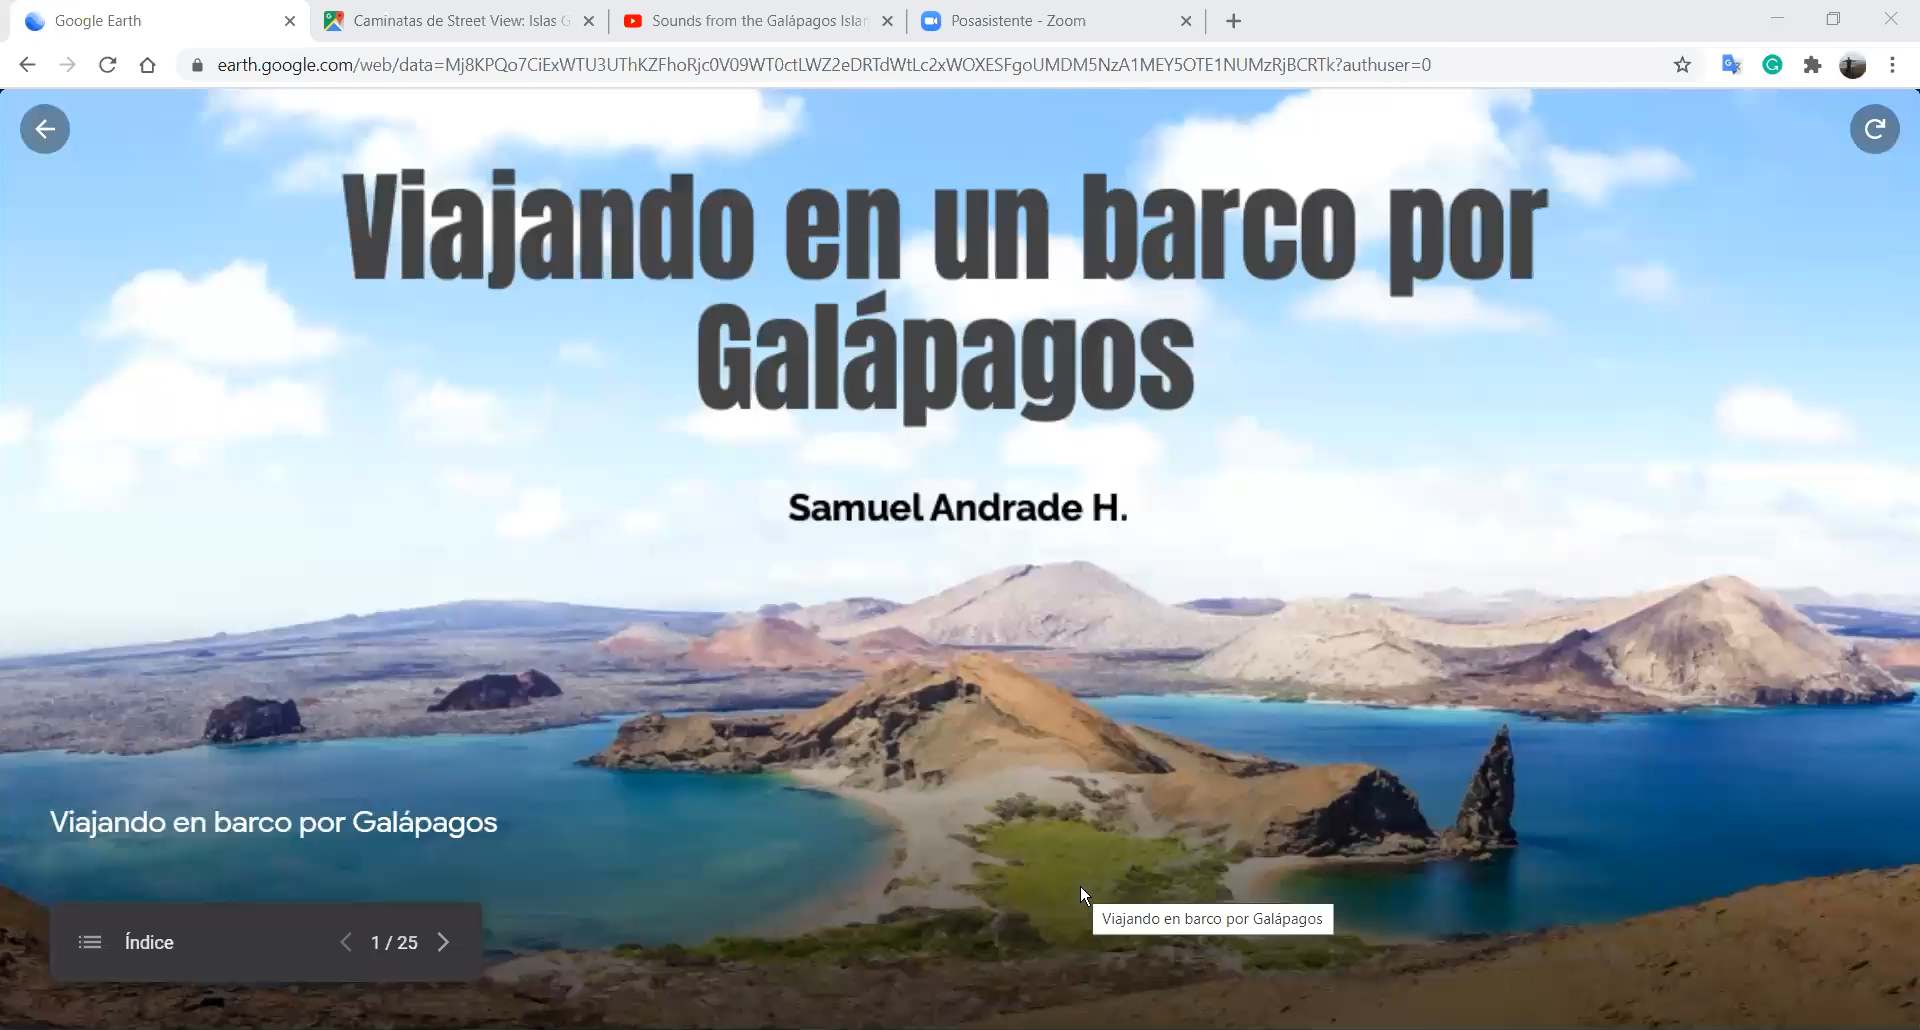 Google Earth
Caminatas de Street View: Islas G
Sounds from the Galápagos Islan
Posasistente - Zoom
earth.google.com/web/data=Mj8KPQo7CiExWTU3UThKZFhoRjc0V09WT0ctLWZ2eDRTdWtLc2xWOXESFgoUMDM5NzA1MEY5OTE1NUMzRjBCRTk?authuser=0
Viajando en un barco por
Galápagos
Samuel Andrade H.
Viajando en barco por Galápagos
Viajando en barco por Galápagos
Índice
1 / 25